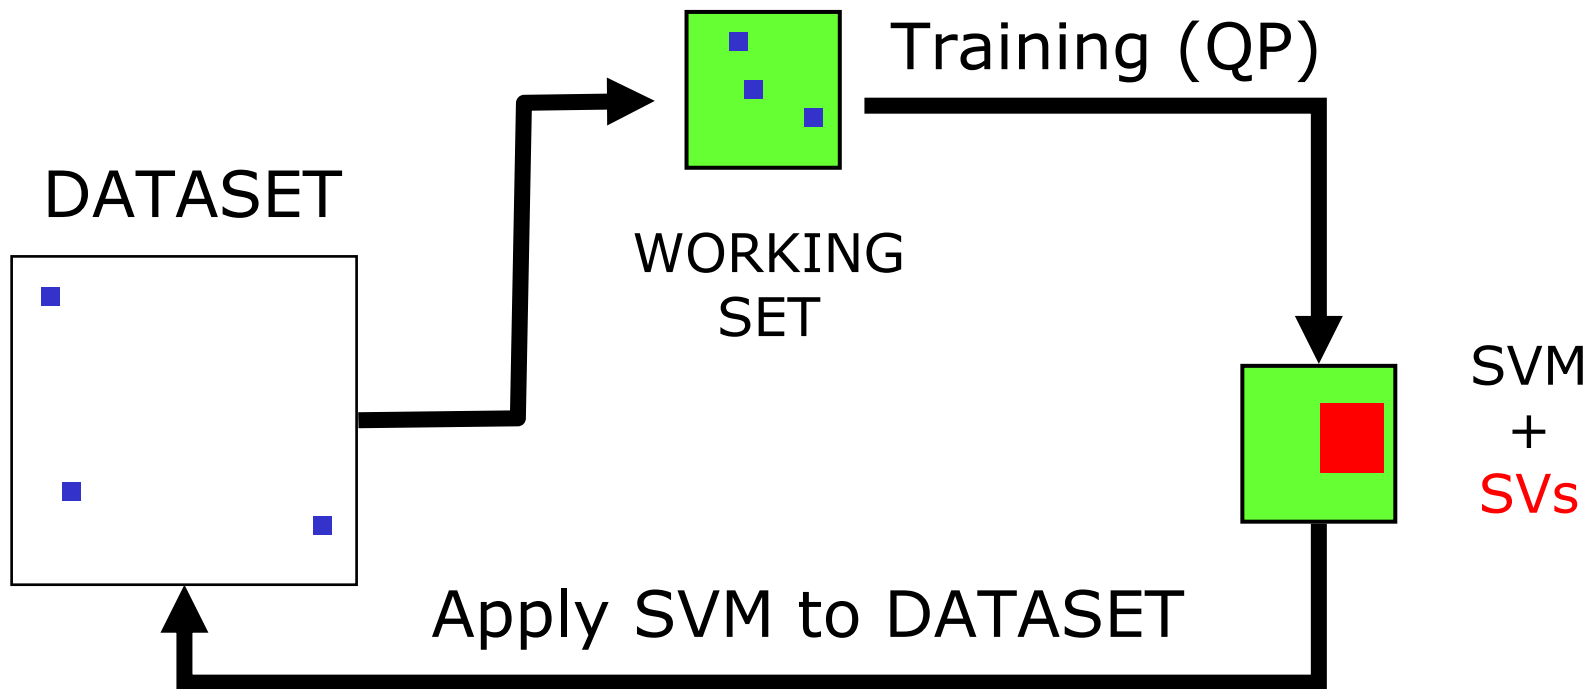 Training (QP)
DATASET
WORKING
SET
SVM
+
SVs
Apply SVM to DATASET